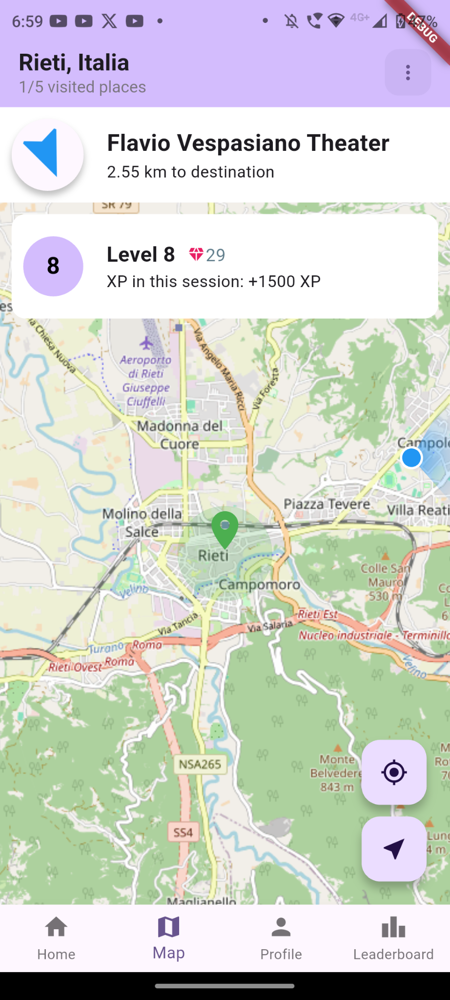 6:59
4G+
47%
DEBUG
Rieti, Italia
1/5 visited places
Flavio Vespasiano Theater
2.55 km to destination
SR 79
8
Level 8
29
XP in this session: +1500 XP
Via Chiesa Nuova
Via Angelo Maria Ricci
Aeroporto
di Rieti
Giuseppe
Ciuffelli
Via Foresta
Madonna del
Cuore
Piazza Tevere
Villa Reati
Molino della
Salce
Rieti
Colle San
Mauro
530 m
Campomoro
Velino
Rieti Est
Via Tancia
Via Salaria
Nucleo industriale - Terminillo
Turano
Roma
Roma
Rieti Ovest
Velino
NSA265
Monte
Belvedere
843 m
SS4
Maglianello
Home
Map
Profile
Leaderboard